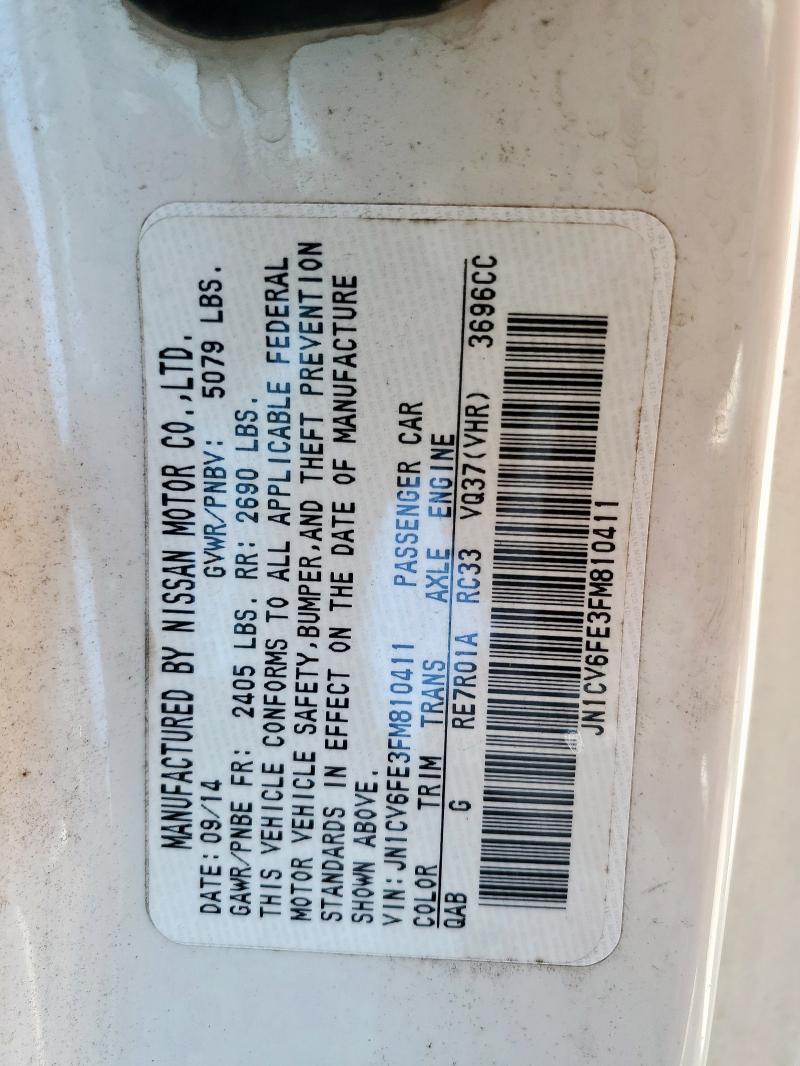 MANUFACTURED BY NISSAN MOTOR CO.,LTD.
DATE: 09/14 GVWR/PNBV: 5079 LBS.
GAWR/PNBE FR: 2405 LBS. RR: 2690 LBS.
THIS VEHICLE CONFORMS TO ALL APPLICABLE FEDERAL
MOTOR VEHICLE SAFETY,BUMPER,AND THEFT PREVENTION
STANDARDS IN EFFECT ON THE DATE OF MANUFACTURE
SHOWN ABOVE.
VIN: JN1CV6FE3FM810411 PASSENGER CAR
COLOR TRIM TRANS AXLE ENGINE
QAB G RE7R01A RC33 VQ37(VHR) 3696CC
JN1CV6FE3FM810411